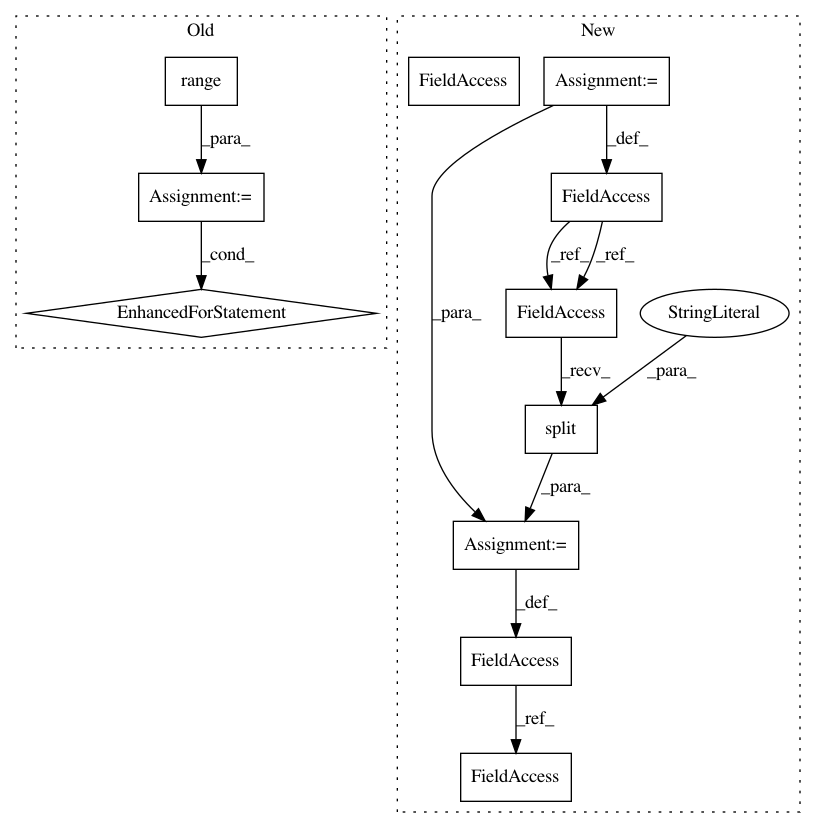 Old
New
range
FieldAccess
Assignment:=
_para_
_def_
Assignment:=
FieldAccess
_cond_
_ref_
_ref_
EnhancedForStatement
_para_
FieldAccess
StringLiteral
_recv_
_para_
split
_para_
Assignment:=
_def_
FieldAccess
_ref_
FieldAccess